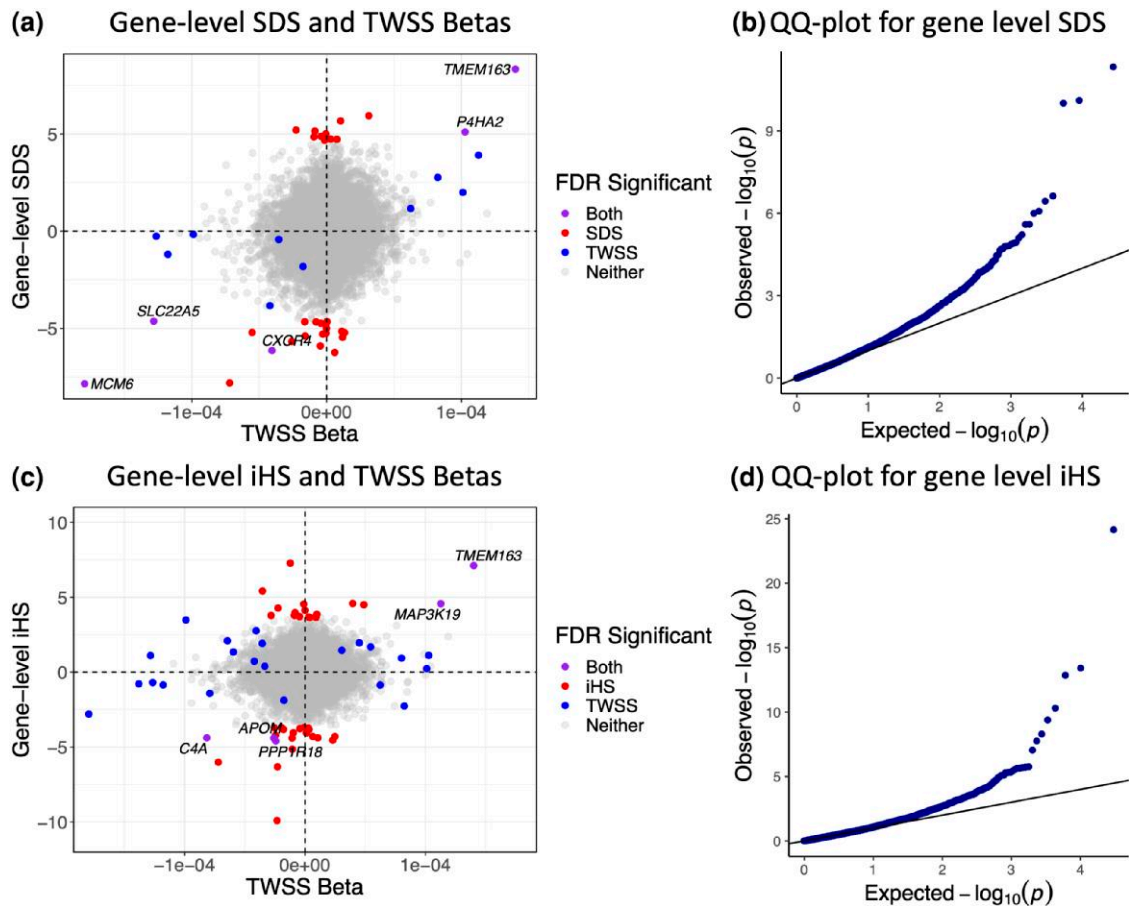 (a) Gene-level SDS and TWSS Betas
Gene-level SDS
5
0
−5
TMEM163
P4HA2
SLC22A5
CXCR4
MCM6
−1e−04
0e+00
1e−04
TWSS Beta
FDR Significant
Both
SDS
TWSS
Neither
(b) QQ-plot for gene level SDS
Observed − log10(p)
9
6
3
0
0 1 2 3 4
Expected − log10(p)
(c) Gene-level iHS and TWSS Betas
Gene-level iHS
10
5
0
−5
−10
TMEM163
MAP3K19
APOM
C4A
PPP1R18
−1e−04
0e+00
1e−04
TWSS Beta
FDR Significant
Both
iHS
TWSS
Neither
(d) QQ-plot for gene level iHS
Observed − log10(p)
25
20
15
10
5
0
0 1 2 3 4
Expected − log10(p)